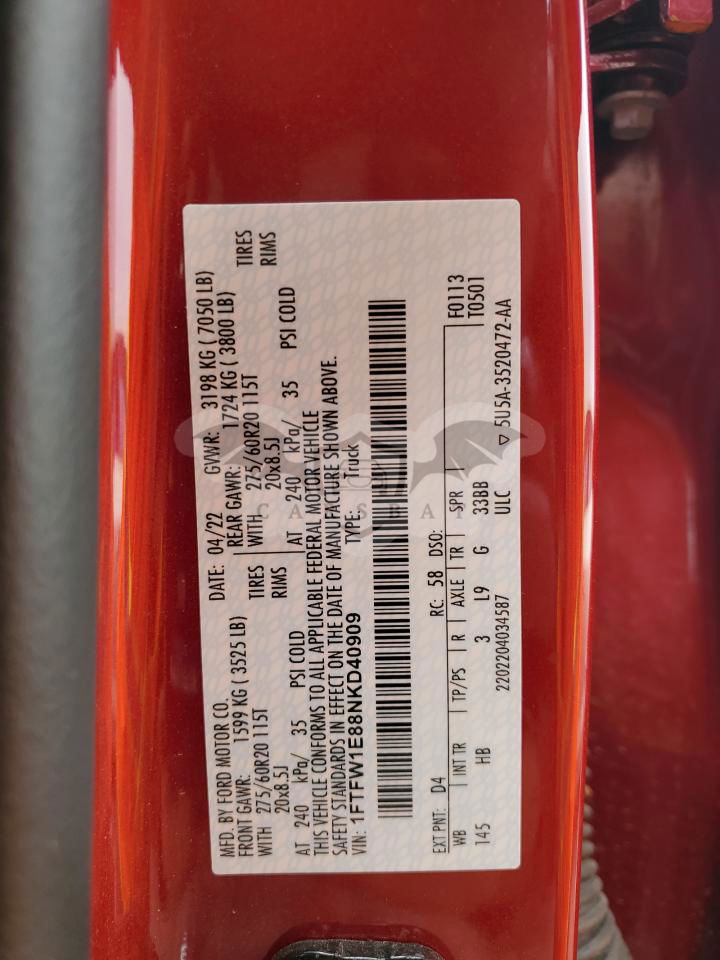 MFD. BY FORD MOTOR CO.
DATE: 04/22 GVWR: 3198 KG ( 7050 LB)
FRONT GAWR: 1599 KG ( 3525 LB) REAR GAWR: 1724 KG ( 3800 LB)
WITH 275/60R20 115T TIRES WITH 275/60R20 115T TIRES
20x8.5J RIMS 20x8.5J RIMS
AT 240 kPa/ 35 PSI COLD AT 240 kPa/ 35 PSI COLD
THIS VEHICLE CONFORMS TO ALL APPLICABLE FEDERAL MOTOR VEHICLE
SAFETY STANDARDS IN EFFECT ON THE DATE OF MANUFACTURE SHOWN ABOVE.
VIN: 1FTFW1E88NKD40909 TYPE: Truck
EXT PNT: D4 RC: 58 DSO: F0113
WB INT TR TP/PS R AXLE TR SPR T0501
145 HB 3 L9 G 33BB
2202204034587 ULC ▽ 5U5A-3520472-AA